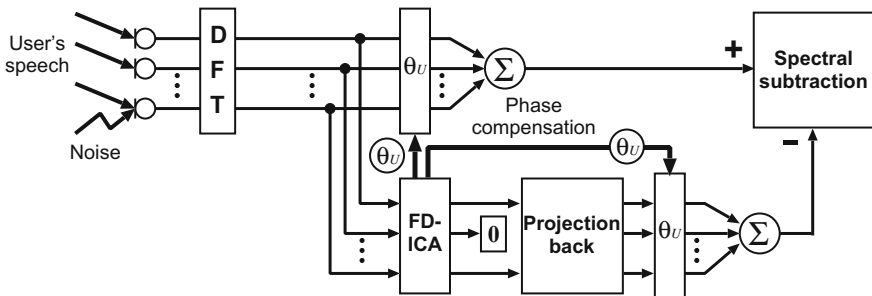 User's
speech
Noise
D
F
T
θU
Σ
Phase
compensation
+
Spectral
subtraction
-
θU
θU
FD-
ICA
0
Projection
back
θU
Σ